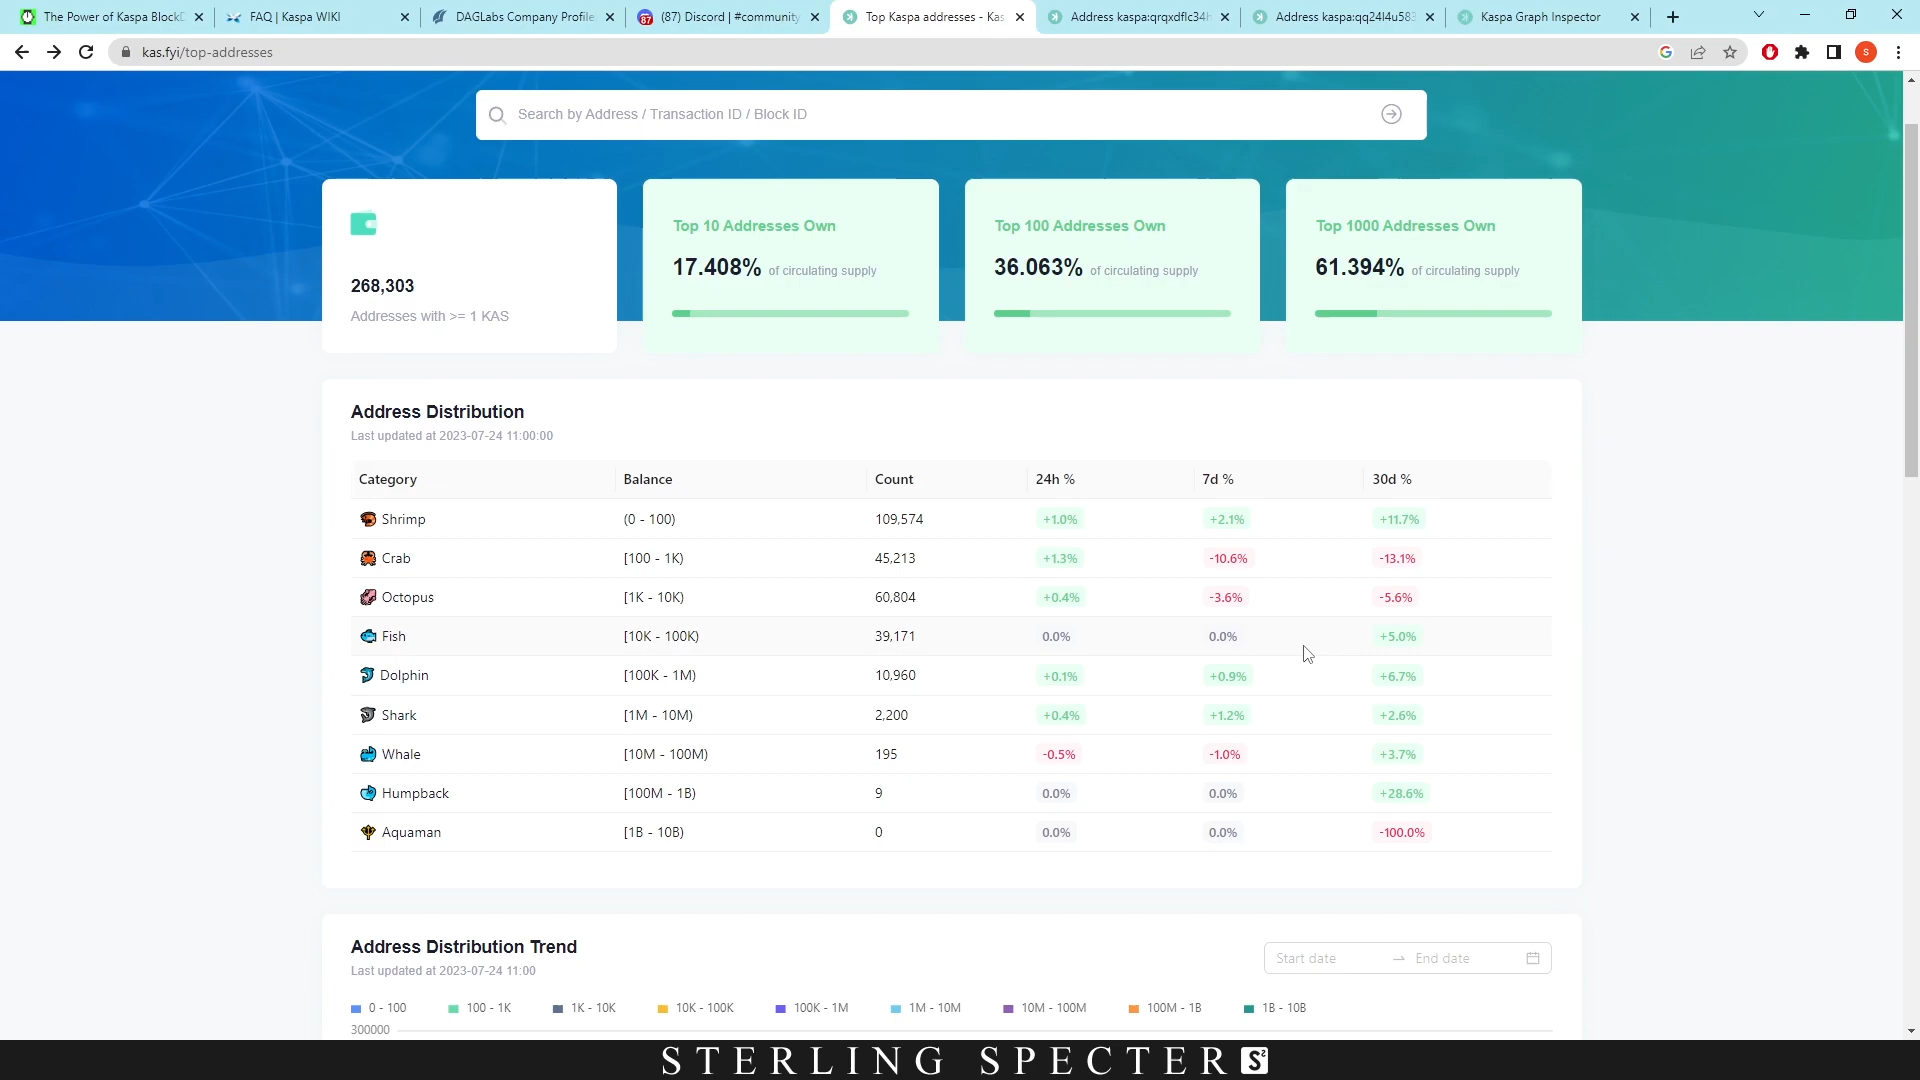 The Power of Kaspa BlockD
FAQ | Kaspa WIKI
DAGLabs Company Profile:
87
(87) Discord | #community
Top Kaspa addresses - Kas
Address kaspa:qrqxdflc34h
Address kaspa:qq24l4u583
Kaspa Graph Inspector
kas.fyi/top-addresses
G
S
Search by Address / Transaction ID / Block ID
268,303
Addresses with >= 1 KAS
Top 10 Addresses Own
17.408% of circulating supply
Top 100 Addresses Own
36.063% of circulating supply
Top 1000 Addresses Own
61.394% of circulating supply
Address Distribution
Last updated at 2023-07-24 11:00:00
Category Balance Count 24h % 7d % 30d %
Shrimp (0 - 100) 109,574 +1.0% +2.1% +11.7%
Crab [100 - 1K) 45,213 +1.3% -10.6% -13.1%
Octopus [1K - 10K) 60,804 +0.4% -3.6% -5.6%
Fish [10K - 100K) 39,171 0.0% 0.0% +5.0%
Dolphin [100K - 1M) 10,960 +0.1% +0.9% +6.7%
Shark [1M - 10M) 2,200 +0.4% +1.2% +2.6%
Whale [10M - 100M) 195 -0.5% -1.0% +3.7%
Humpback [100M - 1B) 9 0.0% 0.0% +28.6%
Aquaman [1B - 10B) 0 0.0% 0.0% -100.0%
Address Distribution Trend
Last updated at 2023-07-24 11:00
Start date → End date
0 - 100 100 - 1K 1K - 10K 10K - 100K 100K - 1M 1M - 10M 10M - 100M 100M - 1B 1B - 10B
300000
STERLING SPECTER S²